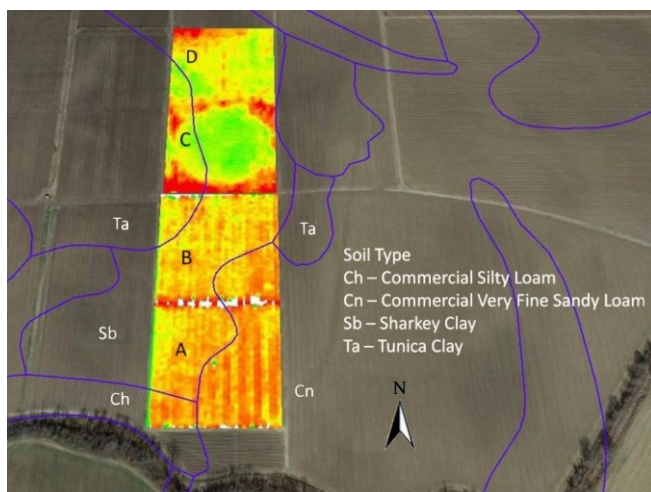 D
C
Ta
Ta
B
Soil Type
Ch – Commercial Silty Loam
Cn – Commercial Very Fine Sandy Loam
Sb – Sharkey Clay
Ta – Tunica Clay
Sb
A
Ch
Cn
N